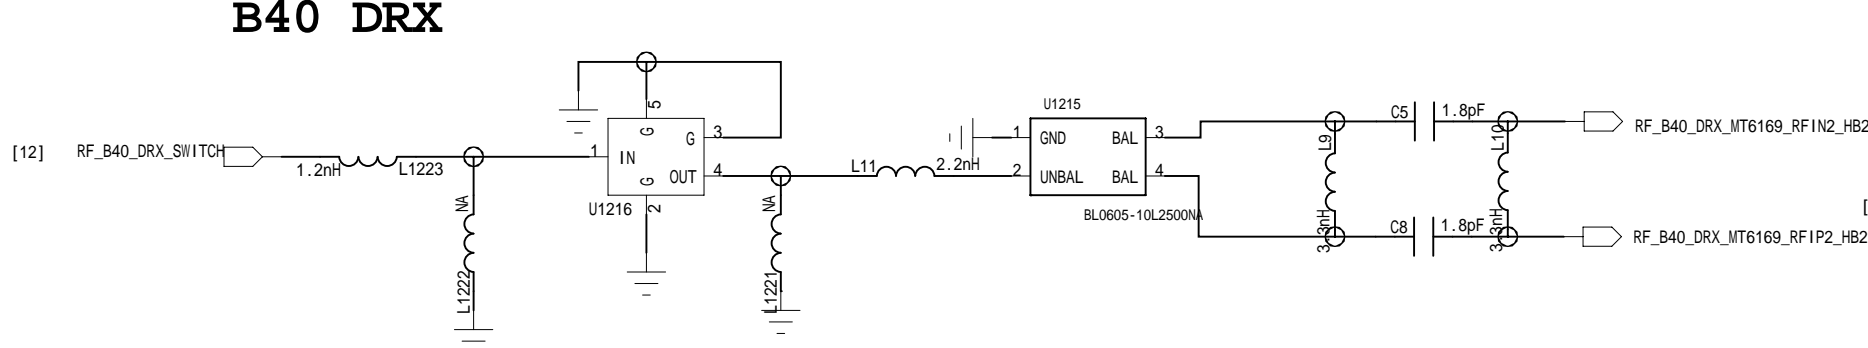 B40 DRX
[12]
RF_B40_DRX_SWITCH
1.2nH
L1223
NA
L1222
1
IN
G
5
G
3
OUT
4
G
2
U1216
NA
L1221
L11
2.2nH
U1215
1
GND
BAL
3
2
UNBAL
BAL
4
BL0605-10L2500NA
L9
3.3nH
C5
1.8pF
C8
1.8pF
L10
3.3nH
RF_B40_DRX_MT6169_RFIN2_HB2
[
RF_B40_DRX_MT6169_RFIP2_HB2